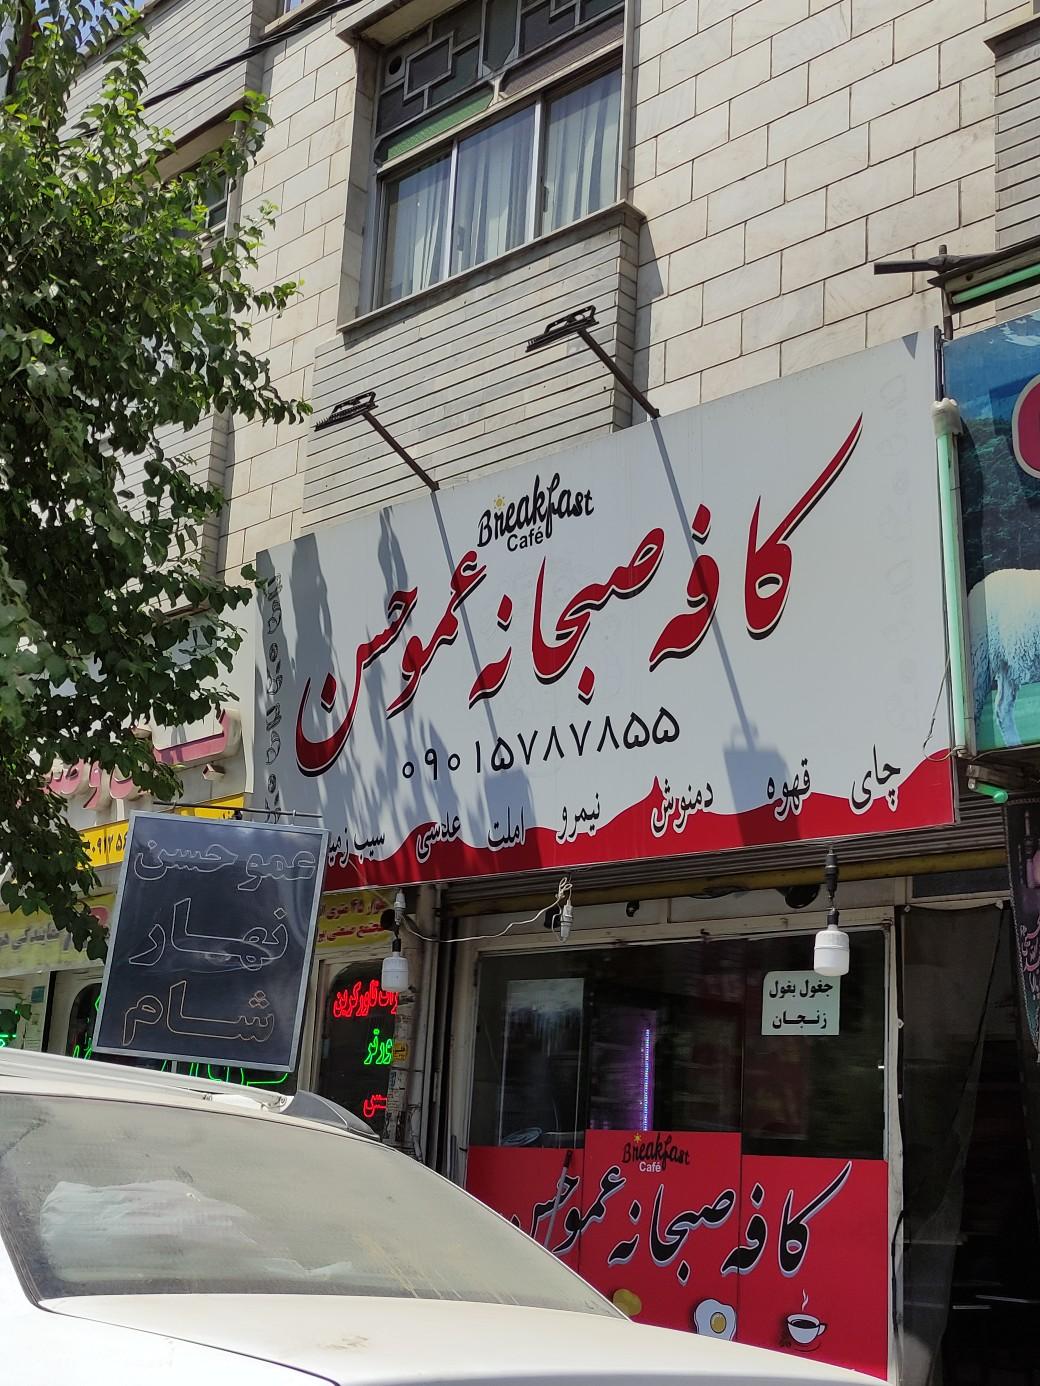 Breakfast
Café
کافه صبحانه عمو حسن
۰۹۰۱۵۷۸۷۸۵۵
چای قهوه دمنوش نیمرو املت عدسی سیب زمی
عمو حسن
نهار
شام
جغول بغول
زنجان
Breakfast
Café
کافه صبحانه عمو حسن